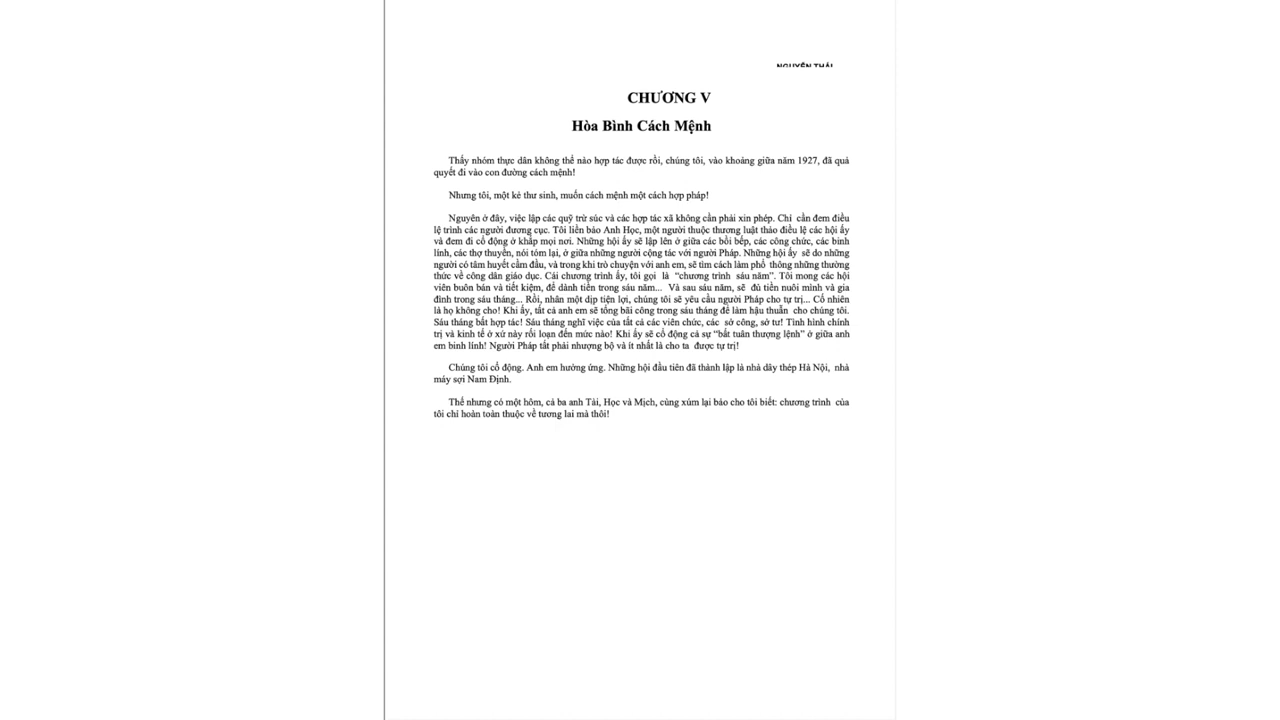 NGUYỄN THÁI
CHƯƠNG V
Hòa Bình Cách Mệnh
Thấy nhóm thực dân không thể nào hợp tác được rồi, chúng tôi, vào khoảng giữa năm 1927, đã quả
quyết đi vào con đường cách mệnh!
Nhưng tôi, một kẻ thư sinh, muốn cách mệnh một cách hợp pháp!
Nguyên ở đây, việc lập các quỹ trừ súc và các hợp tác xã không cần phải xin phép. Chỉ cần đem điều
lệ trình các người đương cục. Tôi liền bảo Anh Học, một người thuộc thương luật thảo điều lệ các hội ấy
và đem đi cổ động ở khắp mọi nơi. Những hội ấy sẽ lập lên ở giữa các bồi bếp, các công chức, các binh
lính, các thợ thuyền, nói tóm lại, ở giữa những người cộng tác với người Pháp. Những hội ấy sẽ do những
người có tâm huyết cầm đầu, và trong khi trò chuyện với anh em, sẽ tìm cách làm phổ thông những thường
thức về công dân giáo dục. Cái chương trình ấy, tôi gọi là “chương trình sáu năm”. Tôi mong các hội
viên buôn bán và tiết kiệm, để dành tiền trong sáu năm... Và sau sáu năm, sẽ đủ tiền nuôi mình và gia
đình trong sáu tháng... Rồi, nhân một dịp tiện lợi, chúng tôi sẽ yêu cầu người Pháp cho tự trị... Cố nhiên
là họ không cho! Khi ấy, tất cả anh em sẽ tổng bãi công trong sáu tháng để làm hậu thuẫn cho chúng tôi.
Sáu tháng bất hợp tác! Sáu tháng nghĩ việc của tất cả các viên chức, các sở công, sở tư! Tình hình chính
trị và kinh tế ở xứ này rối loạn đến mức nào! Khi ấy sẽ cổ động cả sự “bất tuân thượng lệnh” ở giữa anh
em binh lính! Người Pháp tất phải nhượng bộ và ít nhất là cho ta được tự trị!
Chúng tôi cổ động. Anh em hưởng ứng. Những hội đầu tiên đã thành lập là nhà dây thép Hà Nội, nhà
máy sợi Nam Định.
Thế nhưng có một hôm, cả ba anh Tài, Học và Mịch, cùng xúm lại bảo cho tôi biết: chương trình của
tôi chỉ hoàn toàn thuộc về tương lai mà thôi!